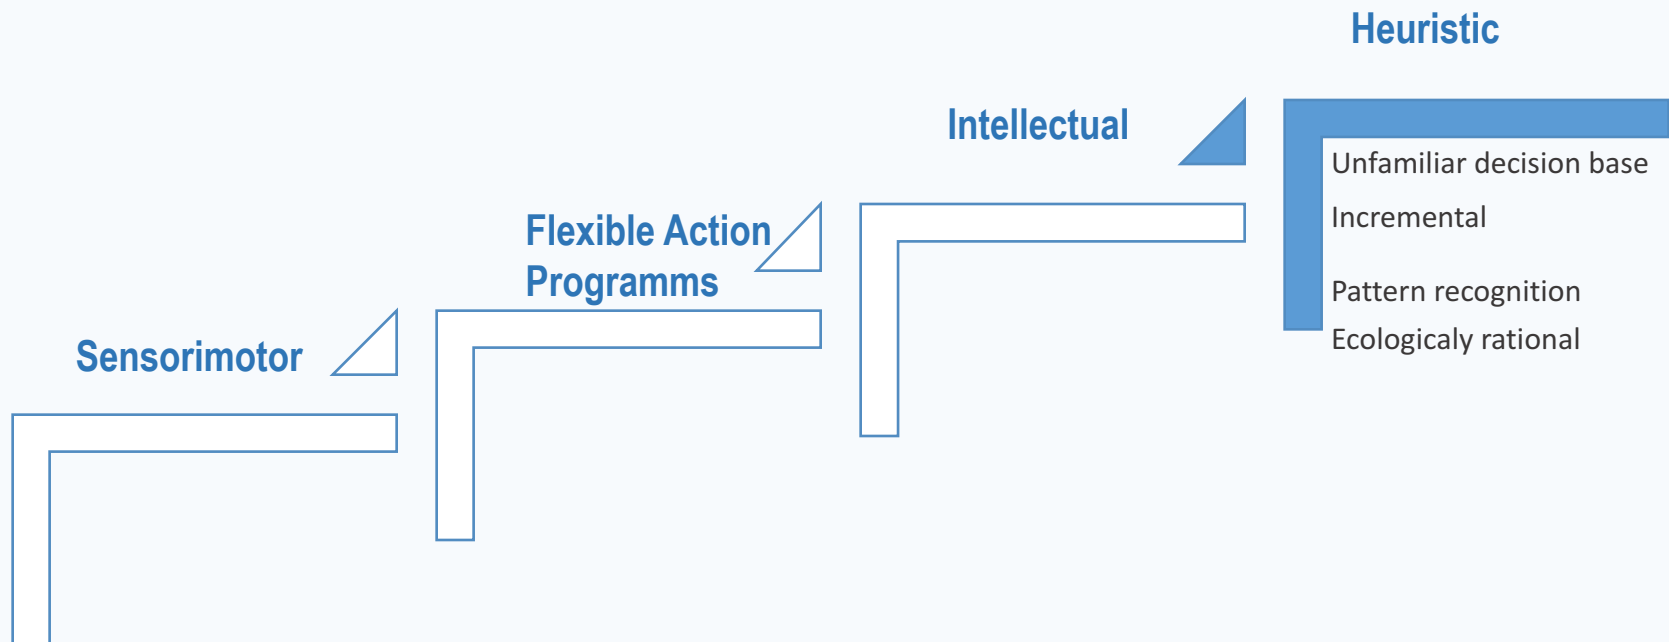 Heuristic
Intellectual
Unfamiliar decision base
Incremental
Flexible Action
Programms
Pattern recognition
Ecologicaly rational
Sensorimotor